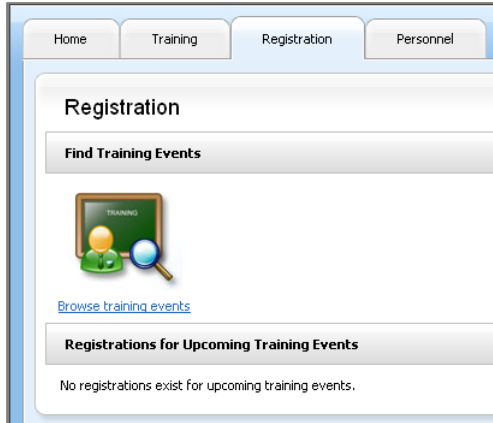 Home Training Registration Personnel
Registration
Find Training Events
TRAINING
Browse training events
Registrations for Upcoming Training Events
No registrations exist for upcoming training events.